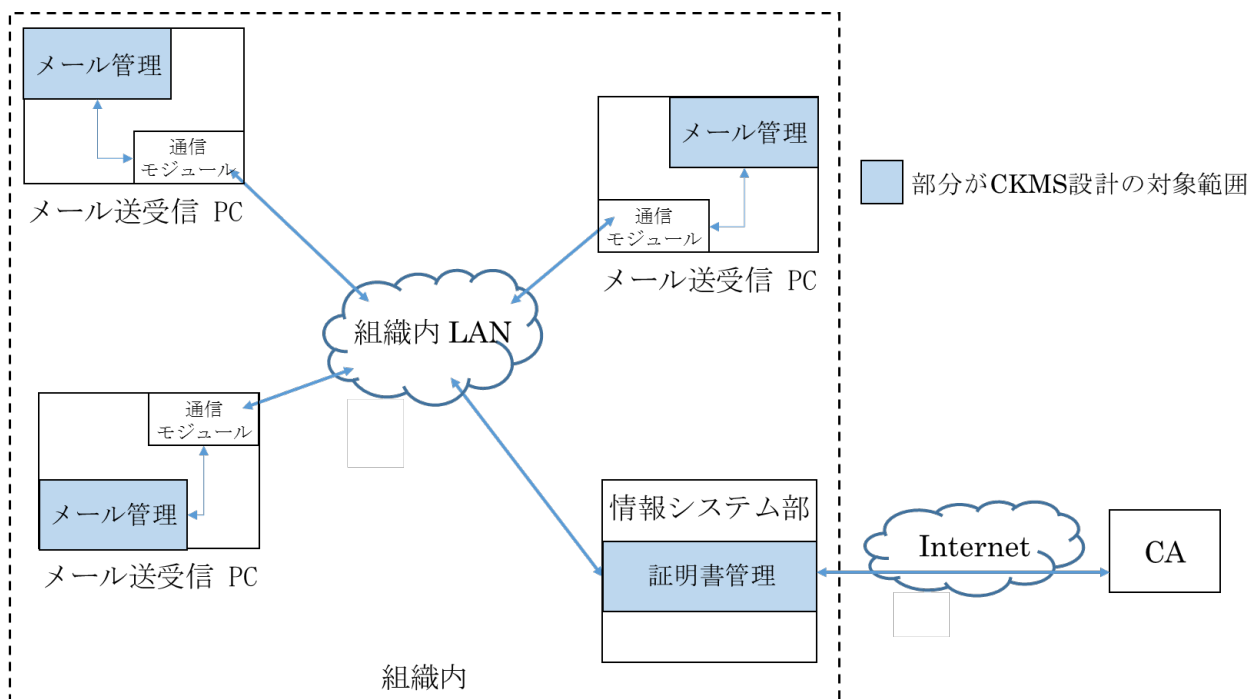 メール管理
通信
モジュール
メール送受信 PC
メール管理
通信
モジュール
メール送受信 PC
部分がCKMS設計の対象範囲
組織内 LAN
通信
モジュール
メール管理
メール送受信 PC
情報システム部
証明書管理
Internet
CA
組織内